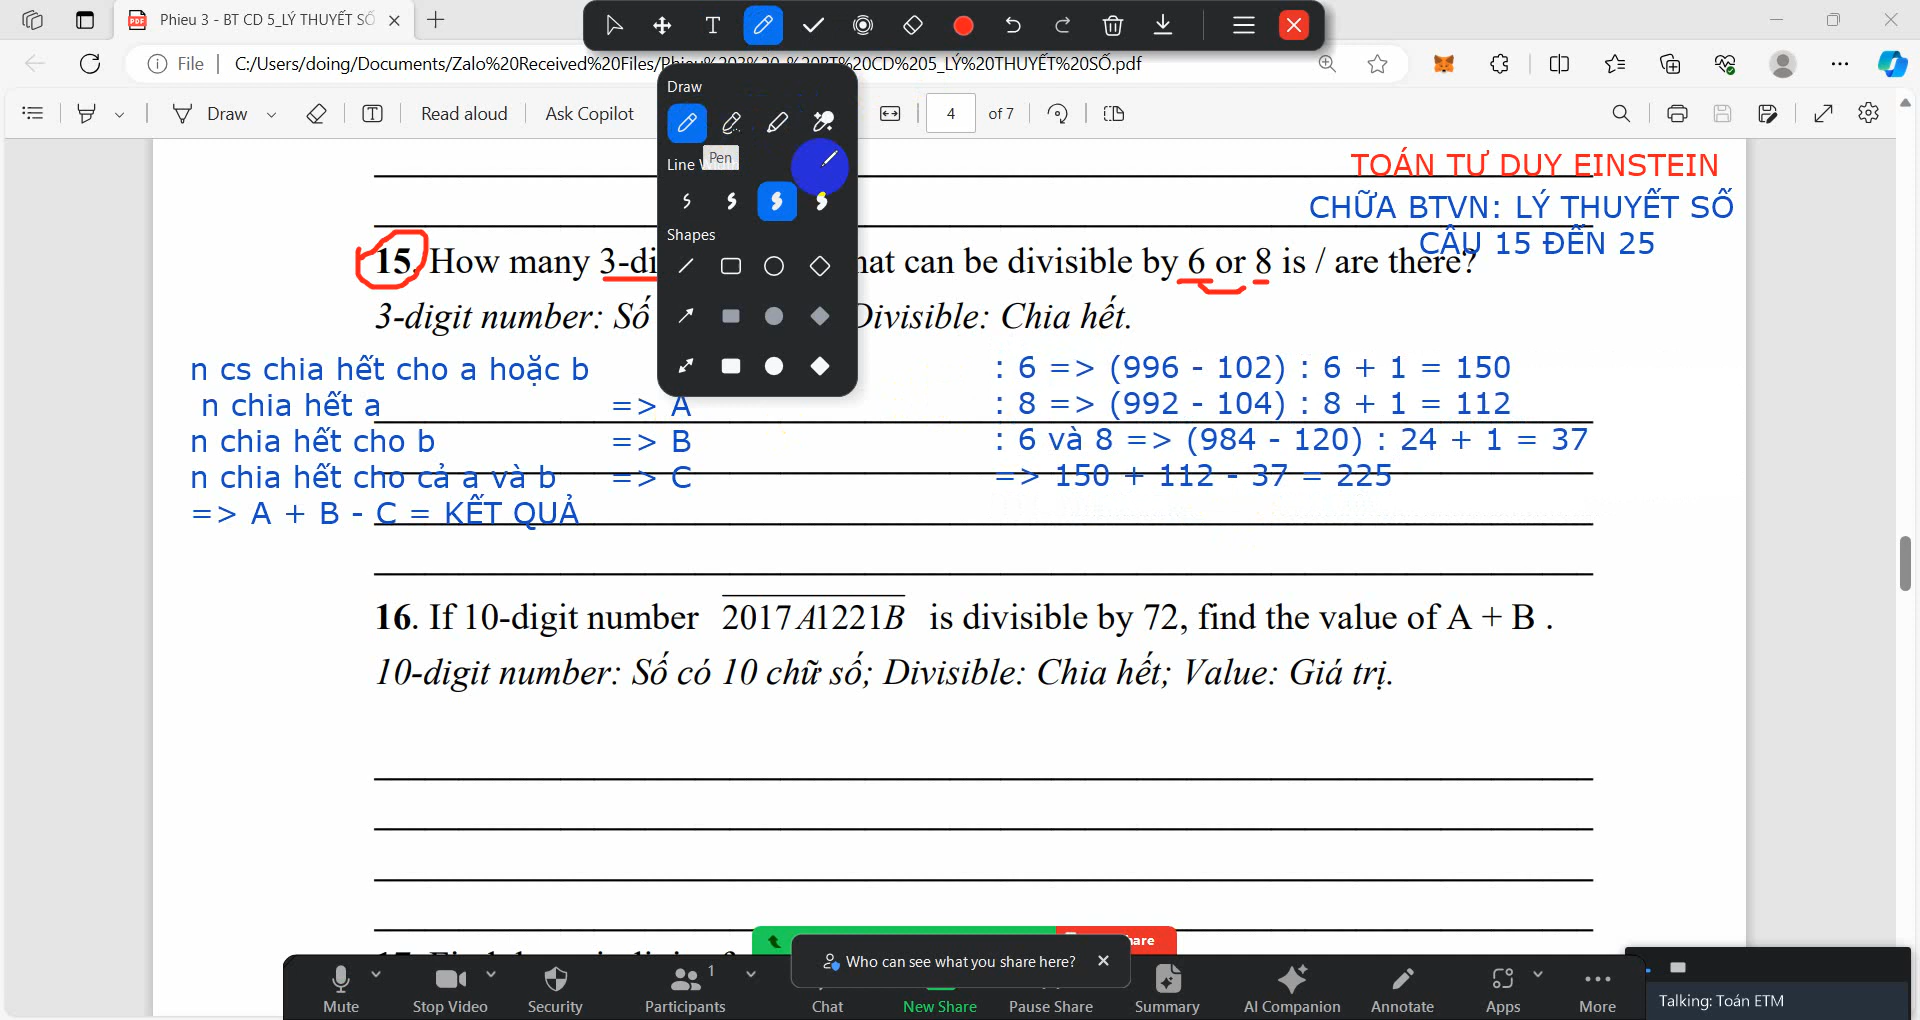 Phieu 3 - BT CD 5_LÝ THUYẾT SỐ
File
C:/Users/doing/Documents/Zalo%20Received%20Files/Phieu%203%20-%20BT%20CD%205_LÝ%20THUYẾT%20SỐ.pdf
Draw
Read aloud
Ask Copilot
4
of 7
Draw
Pen
Line
Shapes
TOÁN TƯ DUY EINSTEIN
CHỮA BTVN: LÝ THUYẾT SỐ
CÂU 15 ĐẾN 25
15. How many 3-di hat can be divisible by 6 or 8 is / are there?
3-digit number: Số Divisible: Chia hết.
n cs chia hết cho a hoặc b
n chia hết a => A
n chia hết cho b => B
n chia hết cho cả a và b => C
=> A + B - C = KẾT QUẢ
: 6 => (996 - 102) : 6 + 1 = 150
: 8 => (992 - 104) : 8 + 1 = 112
: 6 và 8 => (984 - 120) : 24 + 1 = 37
=> 150 + 112 - 37 = 225
16. If 10-digit number 2017A1221B is divisible by 72, find the value of A + B .
10-digit number: Số có 10 chữ số; Divisible: Chia hết; Value: Giá trị.
hare
Who can see what you share here?
Mute
Stop Video
Security
Participants
1
Chat
New Share
Pause Share
Summary
AI Companion
Annotate
Apps
More
Talking: Toán ETM